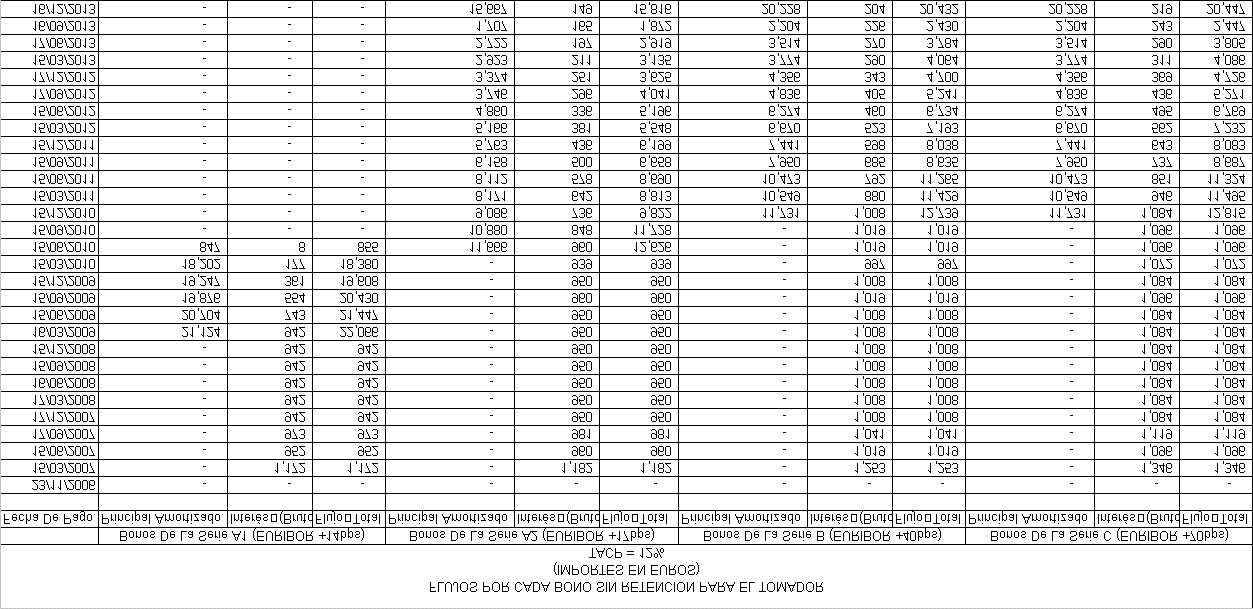 FLUJOS POR CADA BONO SIN RETENCION PARA EL TOMADOR
(IMPORTES EN EUROS)
TACP = 12%
Bonos De La Serie A1 (EURIBOR +14bps) Bonos De La Serie A2 (EURIBOR +17bps) Bonos De La Serie B (EURIBOR +40bps) Bonos De La Serie C (EURIBOR +70bps)
Fecha De Pago Principal Amortizado Interés (Bruto Flujo Total Principal Amortizado Interés (Bruto Flujo Total Principal Amortizado Interés (Bruto Flujo Total Principal Amortizado Interés (Bruto Flujo Total
23/11/2006 - - - - - - - - - - - -
15/03/2007 - 1,172 1,172 - 1,182 1,182 - 1,253 1,253 - 1,346 1,346
15/06/2007 - 952 952 - 960 960 - 1,019 1,019 - 1,096 1,096
17/09/2007 - 973 973 - 981 981 - 1,041 1,041 - 1,119 1,119
17/12/2007 - 942 942 - 950 950 - 1,008 1,008 - 1,084 1,084
17/03/2008 - 942 942 - 950 950 - 1,008 1,008 - 1,084 1,084
16/06/2008 - 942 942 - 950 950 - 1,008 1,008 - 1,084 1,084
15/09/2008 - 942 942 - 950 950 - 1,008 1,008 - 1,084 1,084
15/12/2008 - 942 942 - 950 950 - 1,008 1,008 - 1,084 1,084
16/03/2009 21,124 942 22,066 - 950 950 - 1,008 1,008 - 1,084 1,084
15/06/2009 20,704 743 21,447 - 950 950 - 1,008 1,008 - 1,084 1,084
15/09/2009 19,876 554 20,430 - 960 960 - 1,019 1,019 - 1,096 1,096
15/12/2009 19,247 361 19,608 - 950 950 - 1,008 1,008 - 1,084 1,084
15/03/2010 18,202 177 18,380 - 939 939 - 997 997 - 1,072 1,072
15/06/2010 847 8 855 11,666 960 12,626 - 1,019 1,019 - 1,096 1,096
15/09/2010 - - - 10,880 848 11,728 - 1,019 1,019 - 1,096 1,096
15/12/2010 - - - 9,086 736 9,822 11,731 1,008 12,739 11,731 1,084 12,815
15/03/2011 - - - 8,171 642 8,813 10,549 880 11,429 10,549 946 11,495
15/06/2011 - - - 8,112 578 8,690 10,473 792 11,265 10,473 851 11,324
15/09/2011 - - - 6,158 500 6,658 7,950 685 8,635 7,950 737 8,687
15/12/2011 - - - 5,763 436 6,199 7,441 598 8,038 7,441 643 8,083
15/03/2012 - - - 5,166 381 5,548 6,670 523 7,193 6,670 562 7,232
15/06/2012 - - - 4,860 336 5,196 6,274 460 6,734 6,274 495 6,769
17/09/2012 - - - 3,746 296 4,041 4,836 405 5,241 4,836 436 5,271
17/12/2012 - - - 3,374 251 3,625 4,356 343 4,700 4,356 369 4,726
15/03/2013 - - - 2,923 211 3,135 3,774 290 4,064 3,774 311 4,086
17/06/2013 - - - 2,722 197 2,919 3,514 270 3,784 3,514 290 3,805
16/09/2013 - - - 1,707 165 1,872 2,204 226 2,430 2,204 243 2,447
16/12/2013 - - - 15,667 149 15,816 20,228 204 20,432 20,228 219 20,447